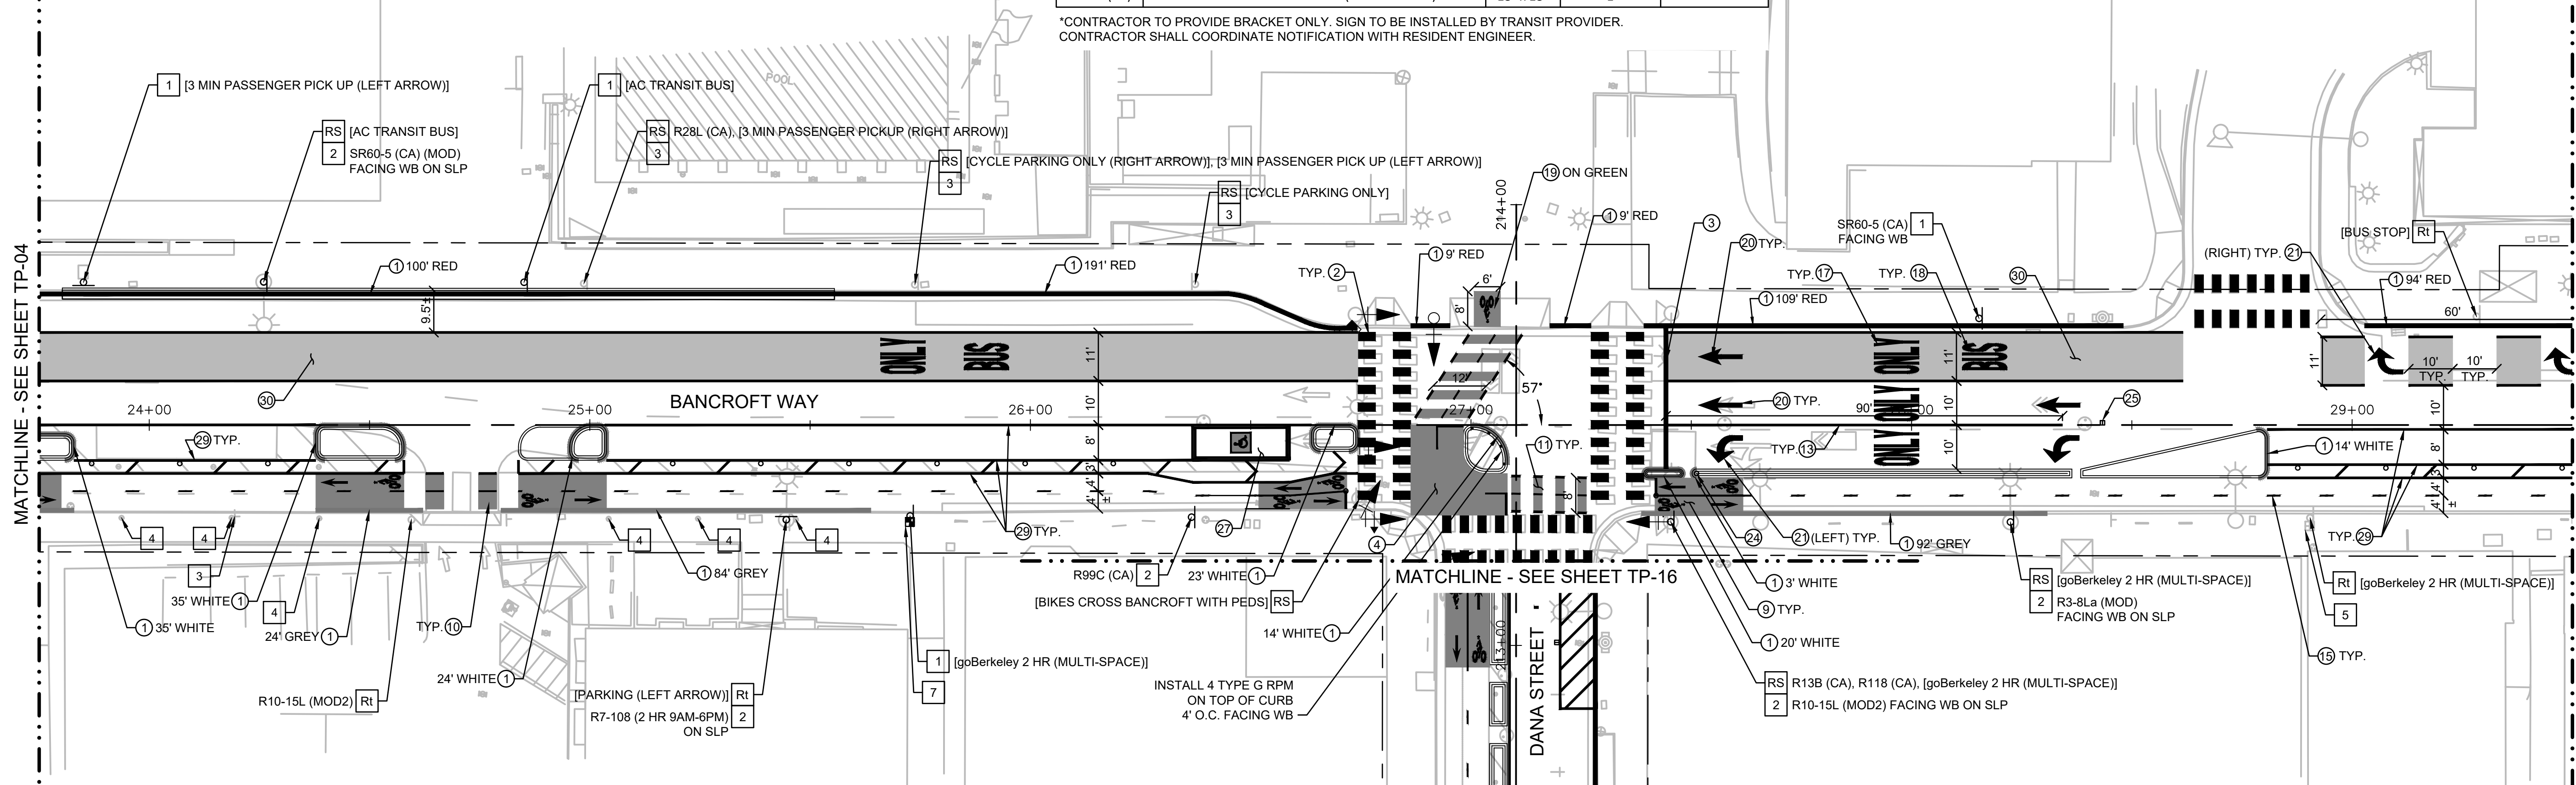 *CONTRACTOR TO PROVIDE BRACKET ONLY. SIGN TO BE INSTALLED BY TRANSIT PROVIDER.
CONTRACTOR SHALL COORDINATE NOTIFICATION WITH RESIDENT ENGINEER.
MATCHLINE - SEE SHEET TP-04
1 [3 MIN PASSENGER PICK UP (LEFT ARROW)]
RS [AC TRANSIT BUS]
2 SR60-5 (CA) (MOD)
FACING WB ON SLP
1 [AC TRANSIT BUS]
POOL
RS R28L (CA), [3 MIN PASSENGER PICKUP (RIGHT ARROW)]
3
RS [CYCLE PARKING ONLY (RIGHT ARROW)], [3 MIN PASSENGER PICK UP (LEFT ARROW)]
3
RS [CYCLE PARKING ONLY]
3
19 ON GREEN
214+00
1 9' RED
3
SR60-5 (CA) 1
FACING WB
20 TYP.
[BUS STOP] Rt
(RIGHT) TYP. 21
1 100' RED
1 191' RED
TYP. 2
1 9' RED
6'
8'
TYP. 17
TYP. 18
30
1 109' RED
1 94' RED
60'
9.5'±
ONLY
BUS
11'
12'
57°
ONLY
11'
BUS
11'
10'
TYP.
10'
TYP.
30
BANCROFT WAY
10'
20 TYP.
90'
ONLY
ONLY
10'
25
10'
24+00
25+00
26+00
27+00
29+00
29 TYP.
8'
3'
4'
4'
±
11 TYP.
8'
TYP. 13
10'
1 14' WHITE
8'
3'
4'
4'
±
4
4
3
4
4
4
4
29 TYP.
27
4
24
21 (LEFT) TYP.
1 92' GREY
TYP. 29
1 84' GREY
R99C (CA) 2
23' WHITE 1
MATCHLINE - SEE SHEET TP-16
1 3' WHITE
RS [goBerkeley 2 HR (MULTI-SPACE)]
2 R3-8La (MOD)
FACING WB ON SLP
Rt [goBerkeley 2 HR (MULTI-SPACE)]
5
35' WHITE 1
1 35' WHITE
24' GREY 1
TYP. 10
[BIKES CROSS BANCROFT WITH PEDS] RS
9 TYP.
14' WHITE 1
1 20' WHITE
15 TYP.
24' WHITE 1
1 [goBerkeley 2 HR (MULTI-SPACE)]
7
R10-15L (MOD2) Rt
[PARKING (LEFT ARROW)] Rt
R7-108 (2 HR 9AM-6PM) 2
ON SLP
INSTALL 4 TYPE G RPM
ON TOP OF CURB
4' O.C. FACING WB
213+00
DANA STREET
RS R13B (CA), R118 (CA), [goBerkeley 2 HR (MULTI-SPACE)]
2 R10-15L (MOD2) FACING WB ON SLP